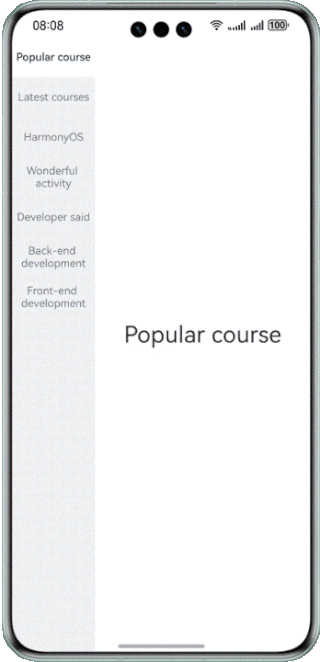 08:08
100
Popular course
Latest courses
HarmonyOS
Wonderful
activity
Developer said
Back-end
development
Front-end
development
Popular course